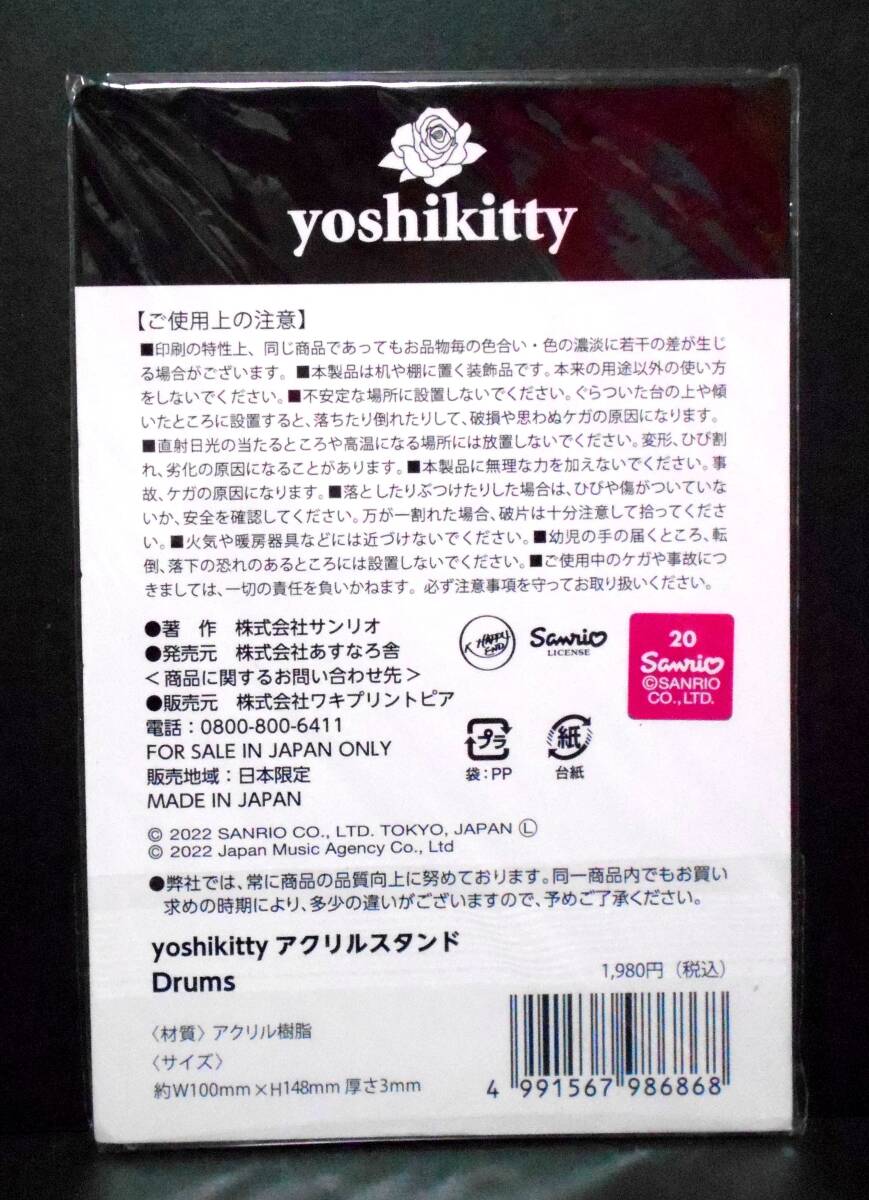 yoshikitty
【ご使用上の注意】
■印刷の特性上、同じ商品であってもお品物毎の色合い・色の濃淡に若干の差が生じ
る場合がございます。■本製品は机や棚に置く装飾品です。本来の用途以外の使い方
をしないでください。■不安定な場所に設置しないでください。ぐらついた台の上や傾
いたところに設置すると、落ちたり倒れたりして、破損や思わぬケガの原因になります。
■直射日光の当たるところや高温になる場所には放置しないでください。変形、ひび割
れ、劣化の原因になることがあります。■本製品に無理な力を加えないでください。事
故、ケガの原因になります。■落としたりぶつけたりした場合は、ひびや傷がついていな
いか、安全を確認してください。万が一割れた場合、破片は十分注意して拾ってくださ
い。■火気や暖房器具などには近づけないでください。■幼児の手の届くところ、転
倒、落下の恐れのあるところには設置しないでください。■ご使用中のケガや事故につ
きましては、一切の責任を負いかねます。必ず注意事項を守ってお取り扱いください。
●著　作　株式会社サンリオ
●発売元　株式会社あすなろ舎
＜商品に関するお問い合わせ先＞
●販売元　株式会社ワキプリントピア
電話：0800-800-6411
FOR SALE IN JAPAN ONLY
販売地域：日本限定
MADE IN JAPAN
HAPPY
END
Sanrio
LICENSE
20
Sanrio
©SANRIO
CO.,LTD.
プラ
袋：PP
紙
台紙
© 2022 SANRIO CO., LTD. TOKYO, JAPAN Ⓛ
© 2022 Japan Music Agency Co., Ltd
●弊社では、常に商品の品質向上に努めております。同一商品内でもお買い
求めの時期により、多少の違いがございますので、予めご了承ください。
yoshikitty アクリルスタンド
Drums
1,980円（税込）
〈材質〉アクリル樹脂
〈サイズ〉
約W100mm×H148mm 厚さ3mm
4 991567 986868